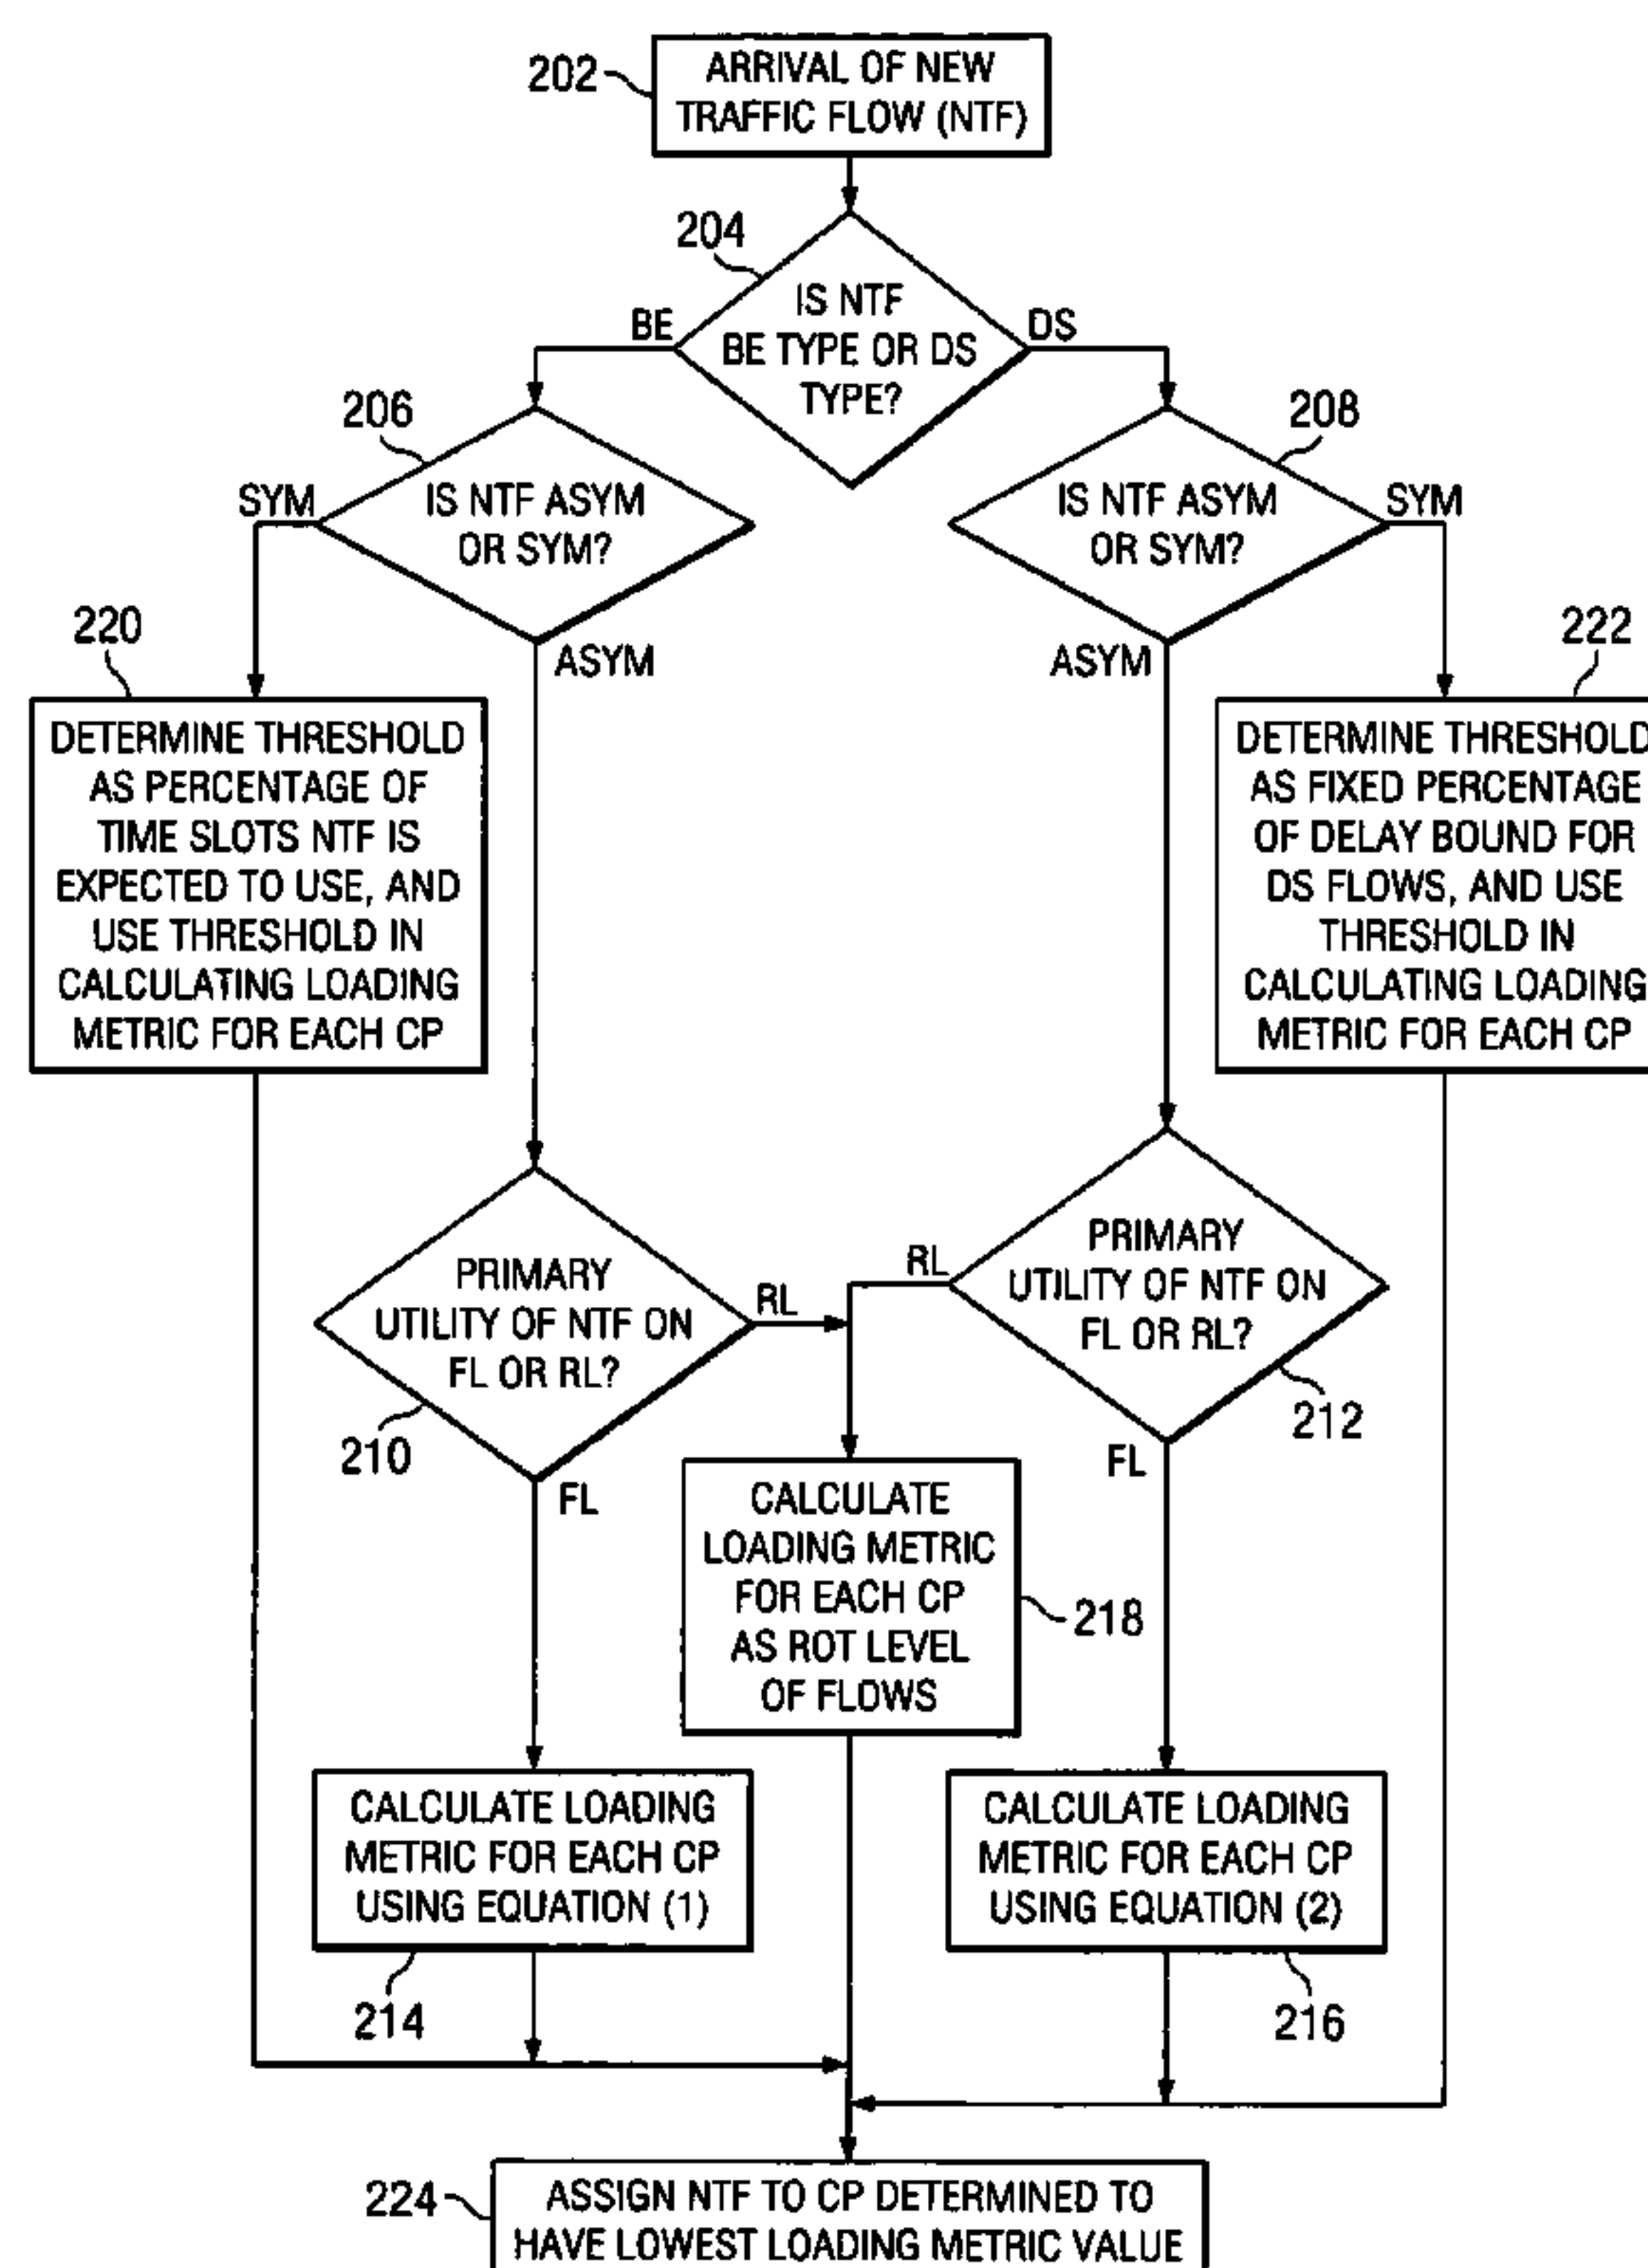 202
ARRIVAL OF NEW
TRAFFIC FLOW (NTF)
204
IS NTF
BE TYPE OR DS
TYPE?
BE
DS
206
IS NTF ASYM
OR SYM?
SYM
ASYM
208
IS NTF ASYM
OR SYM?
SYM
ASYM
220
DETERMINE THRESHOLD
AS PERCENTAGE OF
TIME SLOTS NTF IS
EXPECTED TO USE, AND
USE THRESHOLD IN
CALCULATING LOADING
METRIC FOR EACH CP
222
DETERMINE THRESHOLD
AS FIXED PERCENTAGE
OF DELAY BOUND FOR
DS FLOWS, AND USE
THRESHOLD IN
CALCULATING LOADING
METRIC FOR EACH CP
PRIMARY
UTILITY OF NTF ON
FL OR RL?
210
RL
FL
PRIMARY
UTILITY OF NTF ON
FL OR RL?
212
RL
FL
CALCULATE
LOADING METRIC
FOR EACH CP
AS ROT LEVEL
OF FLOWS
218
CALCULATE LOADING
METRIC FOR EACH CP
USING EQUATION (1)
214
CALCULATE LOADING
METRIC FOR EACH CP
USING EQUATION (2)
216
224
ASSIGN NTF TO CP DETERMINED TO
HAVE LOWEST LOADING METRIC VALUE